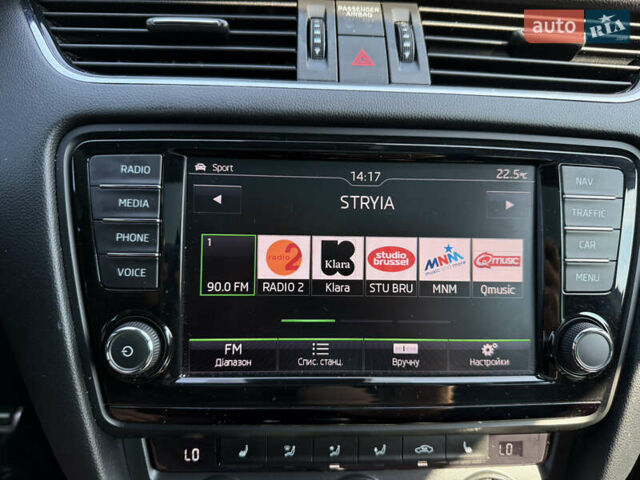 PASSENGER
AIRBAG
auto RIA
.com
RADIO
MEDIA
PHONE
VOICE
Sport
14:17
22.5°C
STRYIA
1
90.0 FM
radio 2
RADIO 2
Klara
Klara
studio
brussel
STU BRU
MNM
MNM
Qmusic
Qmusic
FM
Діапазон
Спис. станц.
Вручну
Настройки
NAV
TRAFFIC
CAR
MENU
LO
LO